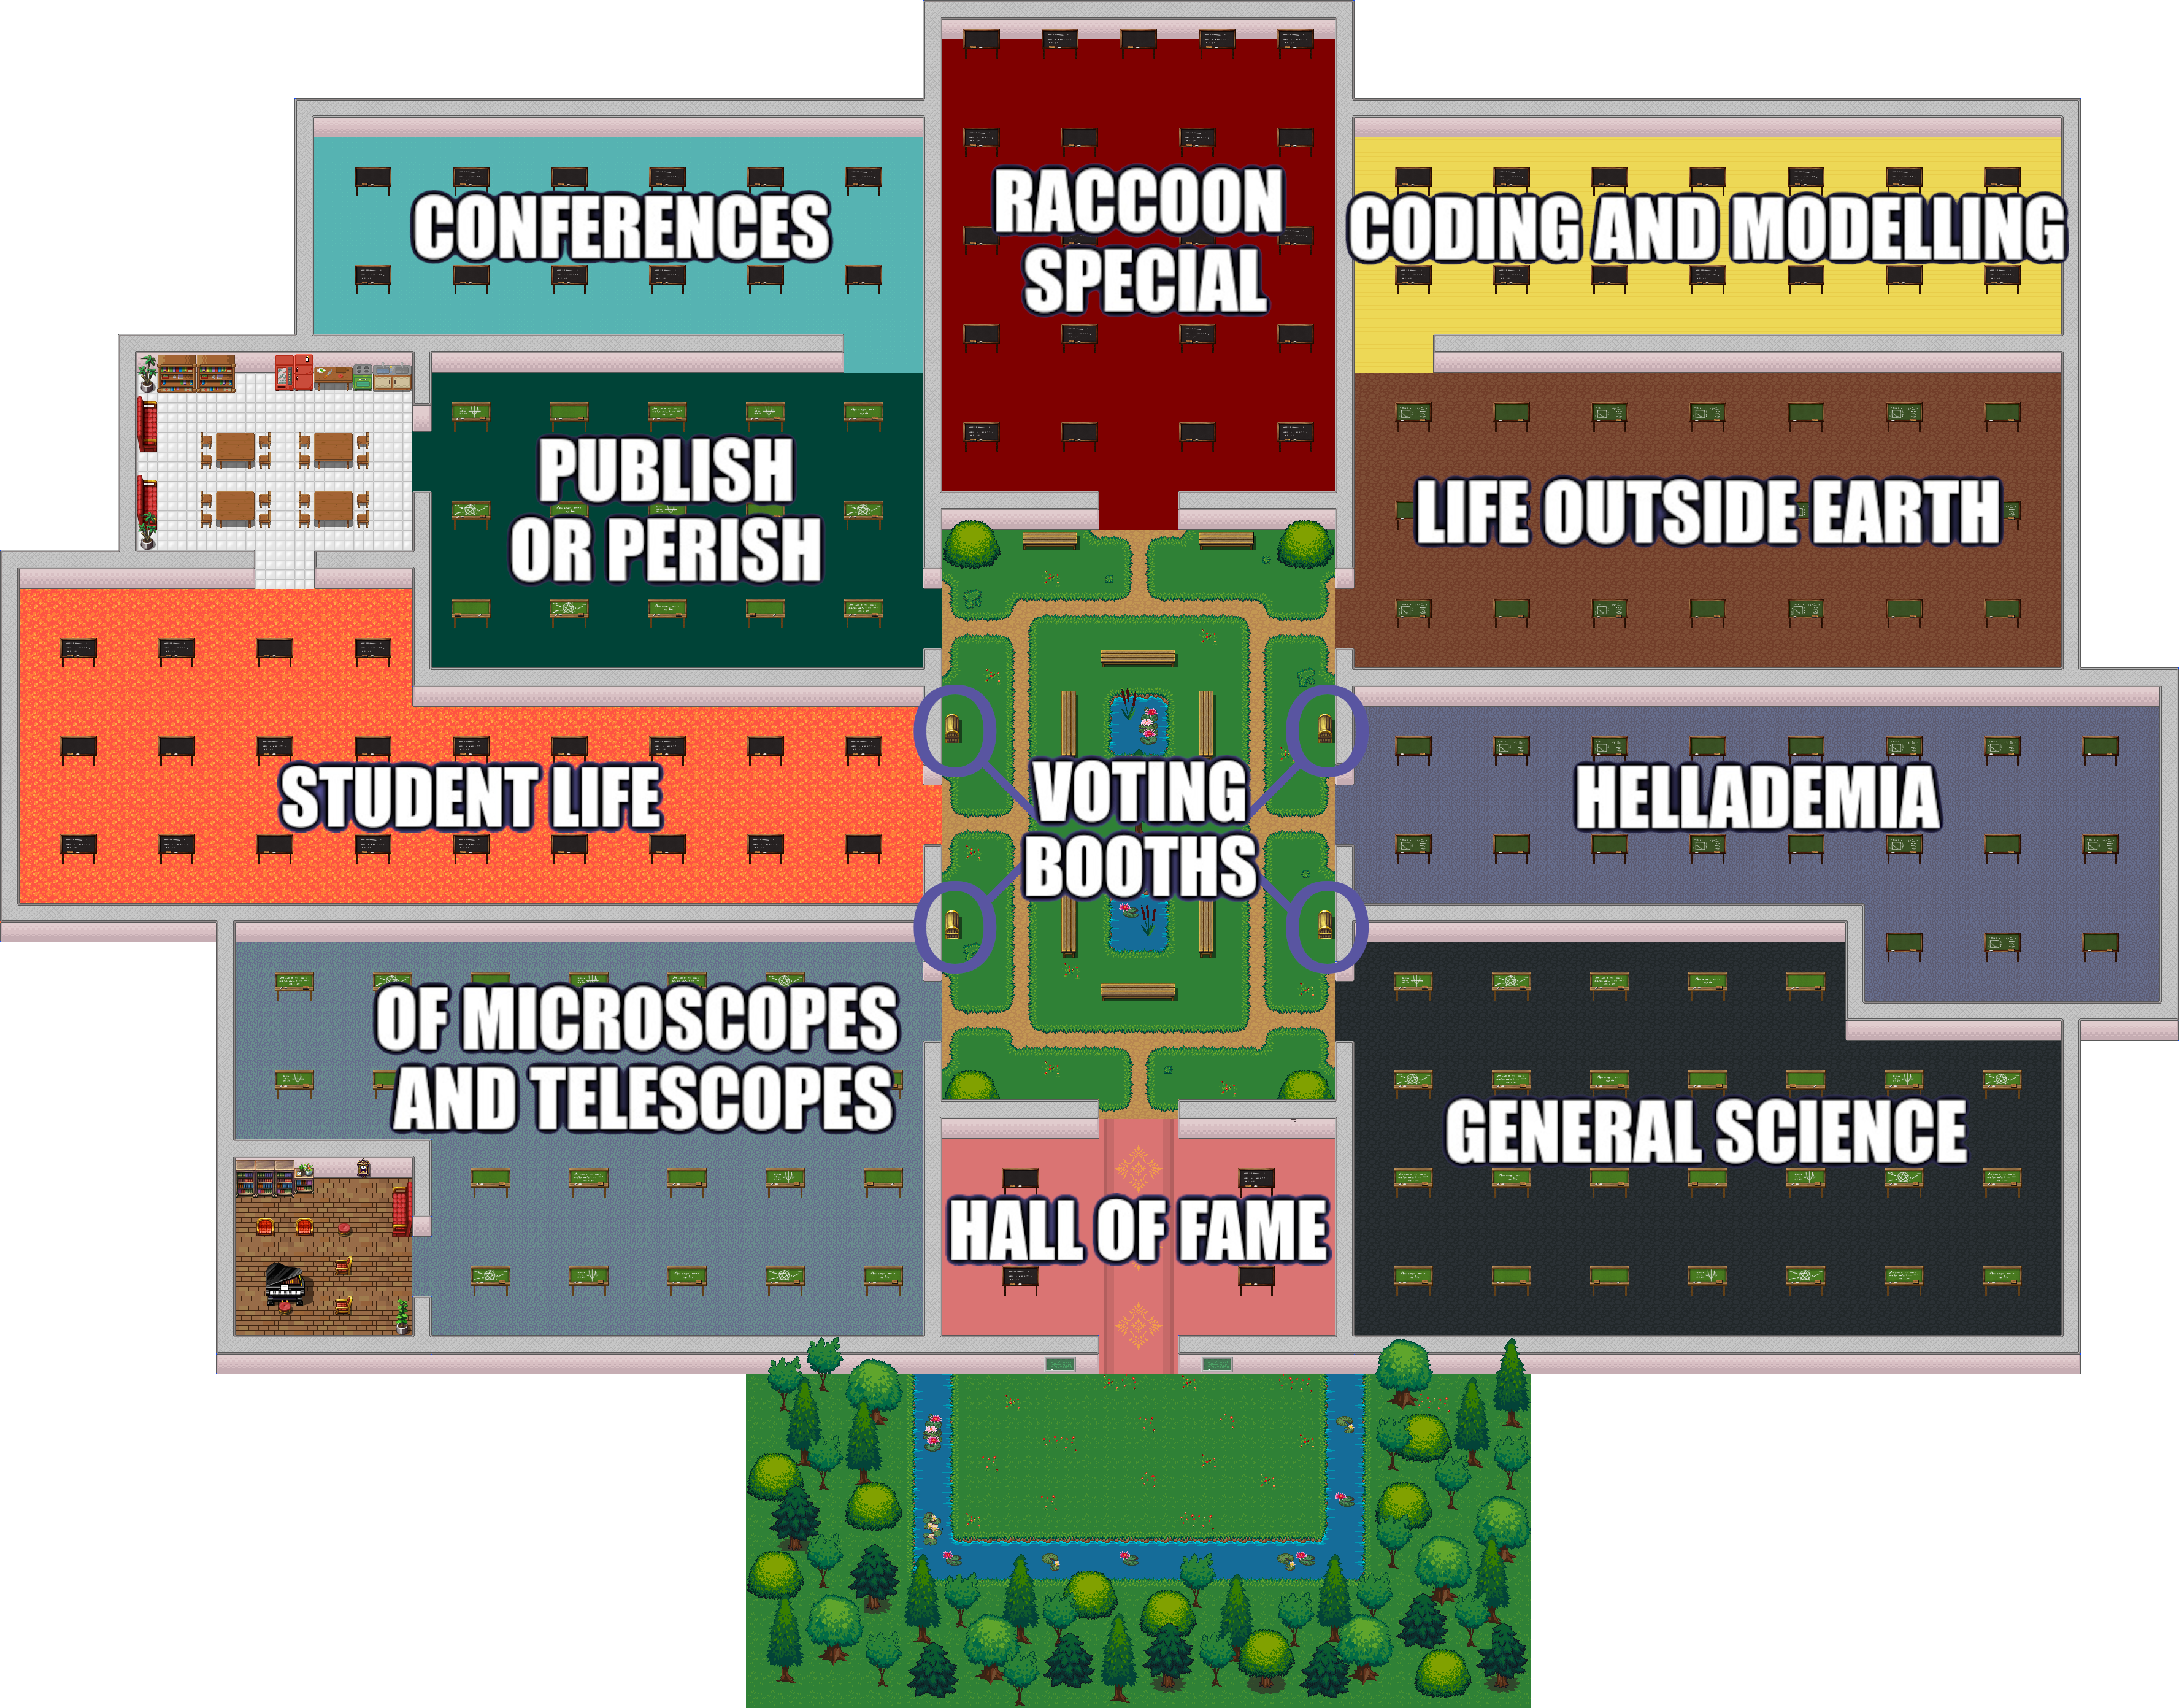 RACCOON
SPECIAL
CONFERENCES
CODING AND MODELLING
PUBLISH
OR PERISH
LIFE OUTSIDE EARTH
STUDENT LIFE
VOTING
BOOTHS
HELLADEMIA
OF MICROSCOPES
AND TELESCOPES
GENERAL SCIENCE
HALL OF FAME